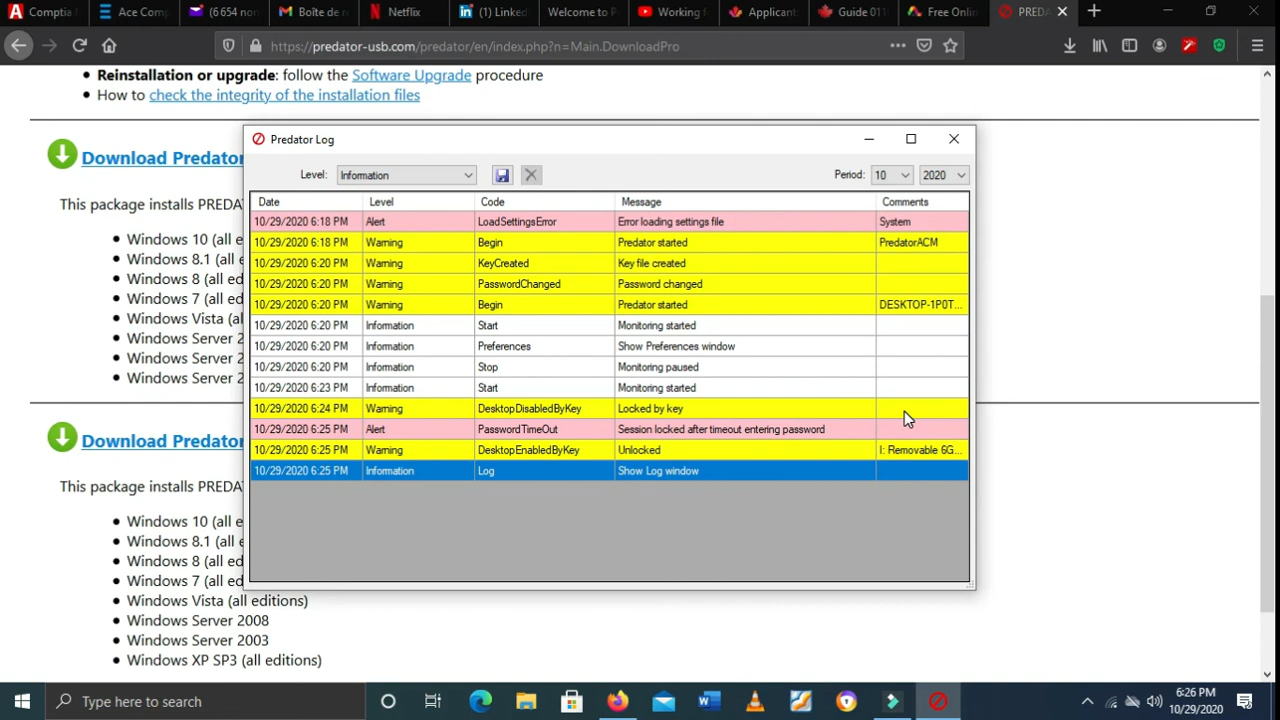 Comptia
Ace Comp
(6 654 non
Boîte de r
Netflix
(1) Linked
Welcome to P
Working f
Applicant
Guide 011
Free Onli
PREDA
https://predator-usb.com/predator/en/index.php?n=Main.DownloadPro
Reinstallation or upgrade: follow the Software Upgrade procedure
How to check the integrity of the installation files
Predator Log
Level: Information Period: 10 2020
Date Level Code Message Comments
10/29/2020 6:18 PM Alert LoadSettingsError Error loading settings file System
10/29/2020 6:18 PM Warning Begin Predator started PredatorACM
10/29/2020 6:20 PM Warning KeyCreated Key file created
10/29/2020 6:20 PM Warning PasswordChanged Password changed
10/29/2020 6:20 PM Warning Begin Predator started DESKTOP-1P0T...
10/29/2020 6:20 PM Information Start Monitoring started
10/29/2020 6:20 PM Information Preferences Show Preferences window
10/29/2020 6:20 PM Information Stop Monitoring paused
10/29/2020 6:23 PM Information Start Monitoring started
10/29/2020 6:24 PM Warning DesktopDisabledByKey Locked by key
10/29/2020 6:25 PM Alert PasswordTimeOut Session locked after timeout entering password
10/29/2020 6:25 PM Warning DesktopEnabledByKey Unlocked I: Removable 6G...
10/29/2020 6:25 PM Information Log Show Log window
Download Predator
This package installs PREDA
Windows 10 (all e
Windows 8.1 (all e
Windows 8 (all ed
Windows 7 (all ed
Windows Vista (al
Windows Server 2
Windows Server 2
Windows Server 2
Download Predator
This package installs PREDA
Windows 10 (all e
Windows 8.1 (all e
Windows 8 (all ed
Windows 7 (all ed
Windows Vista (all editions)
Windows Server 2008
Windows Server 2003
Windows XP SP3 (all editions)
Type here to search
6:26 PM
10/29/2020